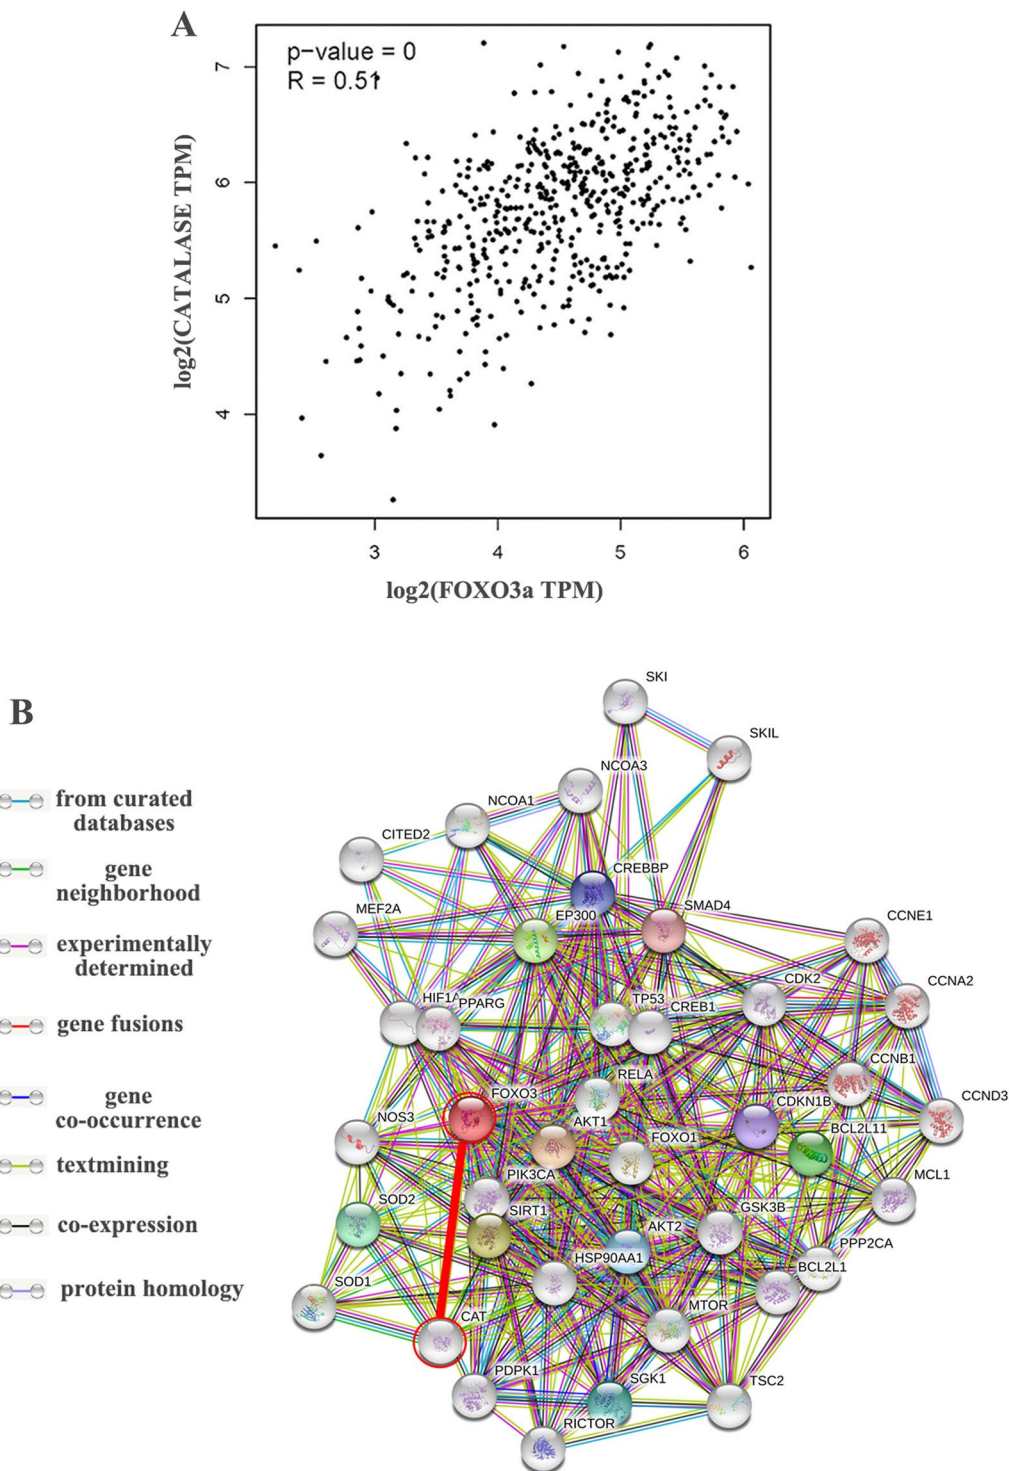 A
p-value = 0
R = 0.51
7
6
5
4
log2(CATALASE TPM)
3
4
5
6
log2(FOXO3a TPM)
B
from curated
databases
gene
neighborhood
experimentally
determined
gene fusions
gene
co-occurrence
textmining
co-expression
protein homology
SKI
SKIL
NCOA3
NCOA1
CITED2
CREBBP
MEF2A
EP300
SMAD4
CCNE1
CDK2
CCNA2
HIF1A
PPARG
TP53
CREB1
CCNB1
RELA
FOXO3
CDKN1B
CCND3
NOS3
AKT1
FOXO1
BCL2L11
PIK3CA
MCL1
SOD2
SIRT1
AKT2
GSK3B
HSP90AA1
PPP2CA
BCL2L1
SOD1
CAT
MTOR
PDPK1
SGK1
TSC2
RICTOR